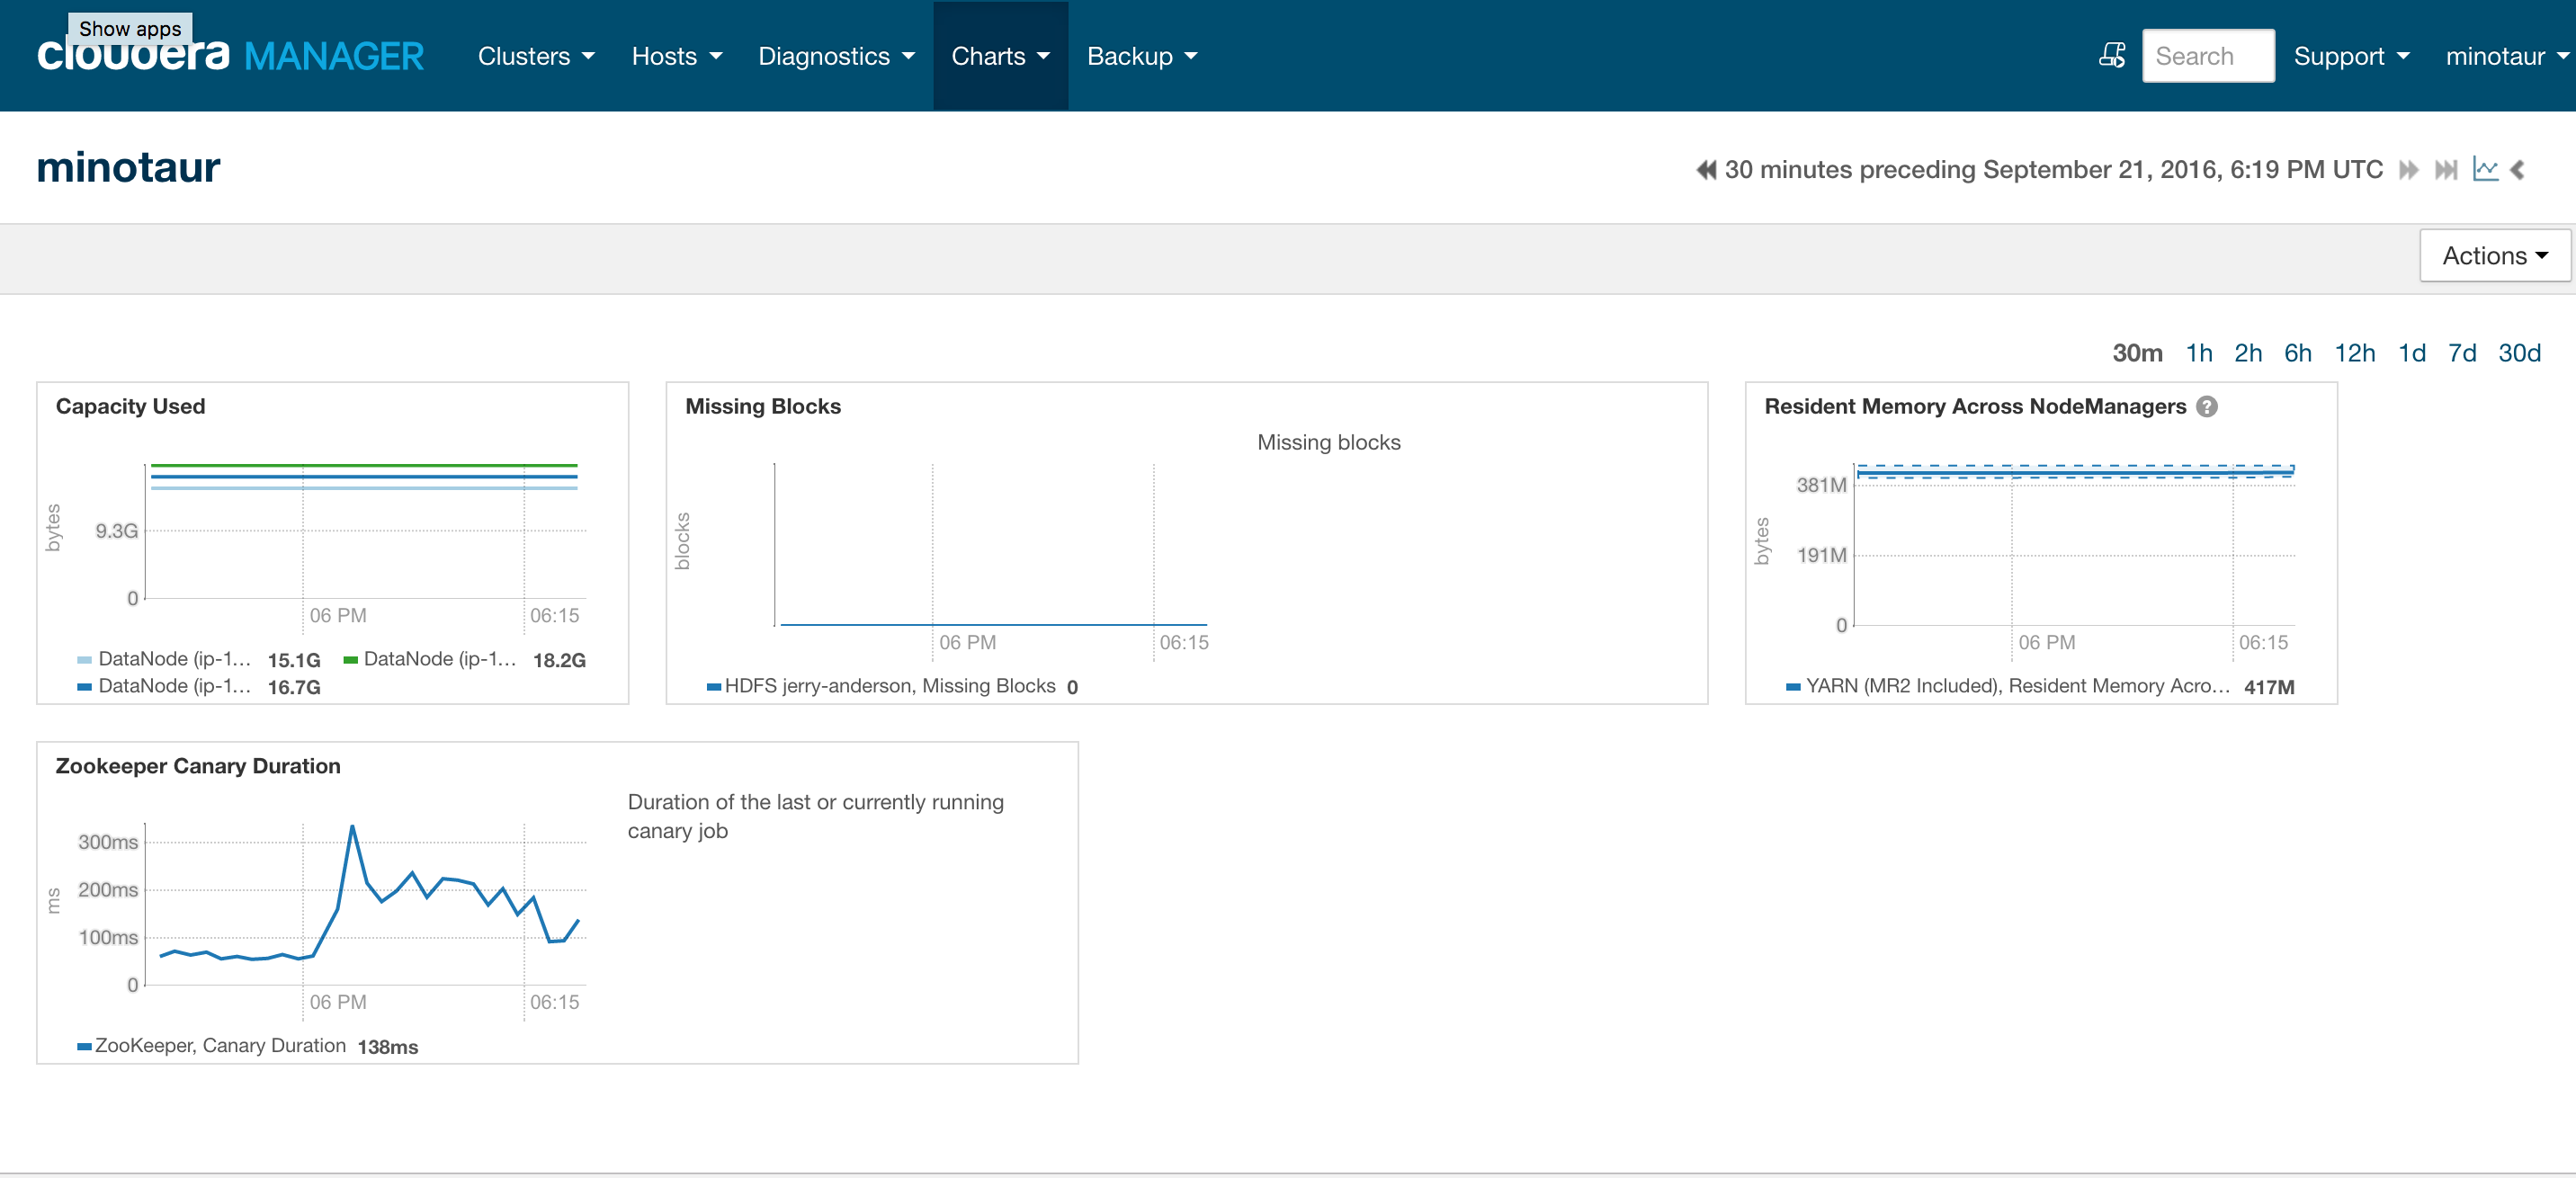 Show apps
cloudera MANAGER
Clusters
Hosts
Diagnostics
Charts
Backup
Search
Support
minotaur
minotaur
30 minutes preceding September 21, 2016, 6:19 PM UTC
Actions
30m 1h 2h 6h 12h 1d 7d 30d
Capacity Used
bytes
9.3G
0
06 PM
06:15
DataNode (ip-1... 15.1G
DataNode (ip-1... 18.2G
DataNode (ip-1... 16.7G
Missing Blocks
Missing blocks
blocks
06 PM
06:15
HDFS jerry-anderson, Missing Blocks 0
Resident Memory Across NodeManagers ?
bytes
381M
191M
0
06 PM
06:15
YARN (MR2 Included), Resident Memory Acro... 417M
Zookeeper Canary Duration
Duration of the last or currently running
canary job
ms
300ms
200ms
100ms
0
06 PM
06:15
ZooKeeper, Canary Duration 138ms